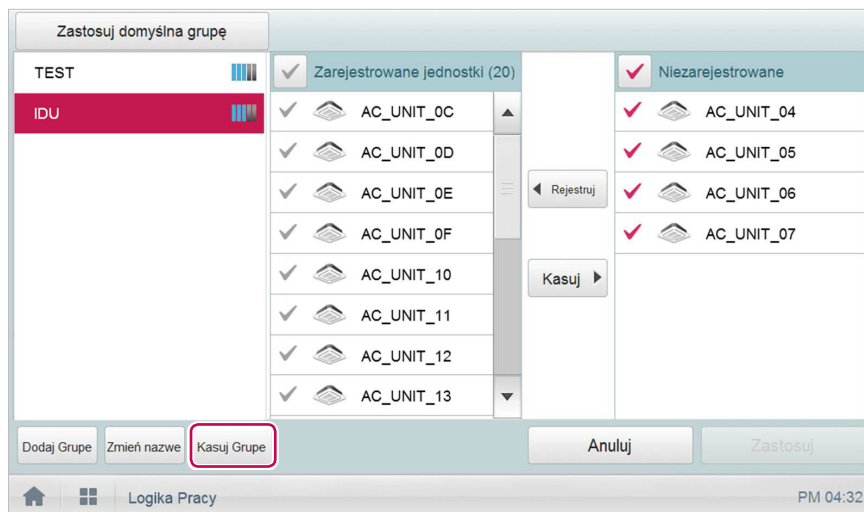 Zastosuj domyślna grupę
TEST
IDU
Zarejestrowane jednostki (20)
AC_UNIT_0C
AC_UNIT_0D
AC_UNIT_0E
AC_UNIT_0F
AC_UNIT_10
AC_UNIT_11
AC_UNIT_12
AC_UNIT_13
Rejestruj
Kasuj
Niezarejestrowane
AC_UNIT_04
AC_UNIT_05
AC_UNIT_06
AC_UNIT_07
Dodaj Grupe
Zmień nazwe
Kasuj Grupe
Anuluj
Zastosuj
Logika Pracy
PM 04:32